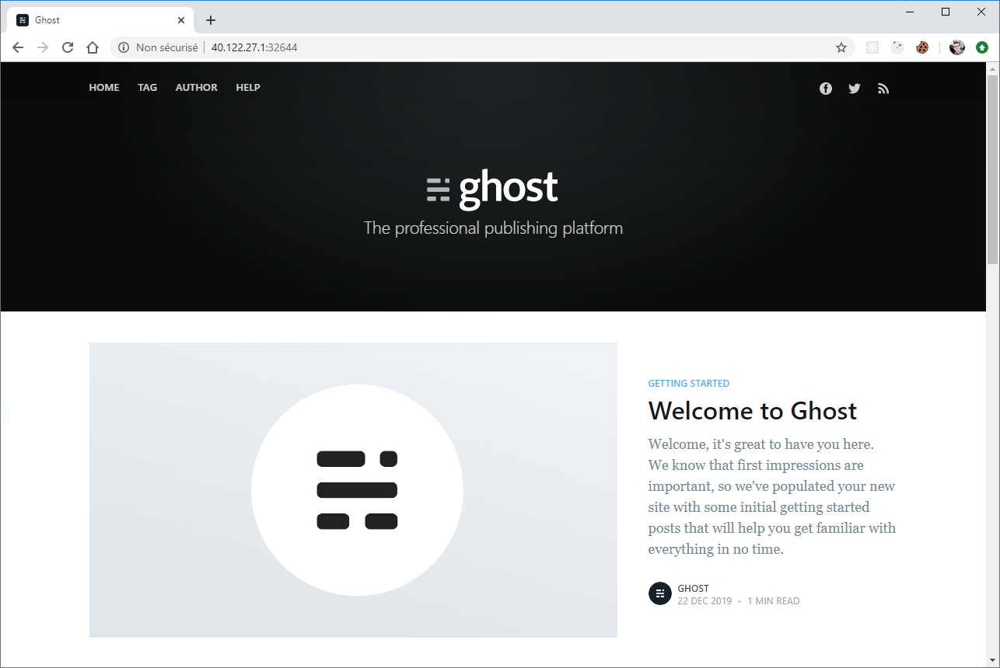 Ghost
Non sécurisé 40.122.27.1:32644
HOME TAG AUTHOR HELP
ghost
The professional publishing platform
GETTING STARTED
Welcome to Ghost
Welcome, it's great to have you here.
We know that first impressions are
important, so we've populated your new
site with some initial getting started
posts that will help you get familiar with
everything in no time.
GHOST
22 DEC 2019 • 1 MIN READ